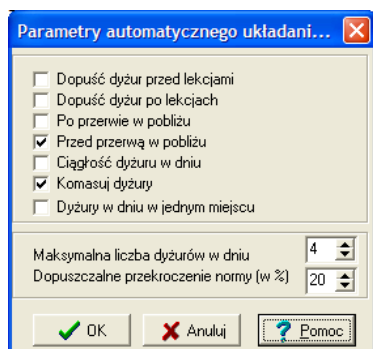 Parametry automatycznego układani...
Dopuść dyżur przed lekcjami
Dopuść dyżur po lekcjach
Po przerwie w pobliżu
Przed przerwą w pobliżu
Ciągłość dyżuru w dniu
Komasuj dyżury
Dyżury w dniu w jednym miejscu
Maksymalna liczba dyżurów w dniu 4
Dopuszczalne przekroczenie normy (w %) 20
OK Anuluj Pomoc